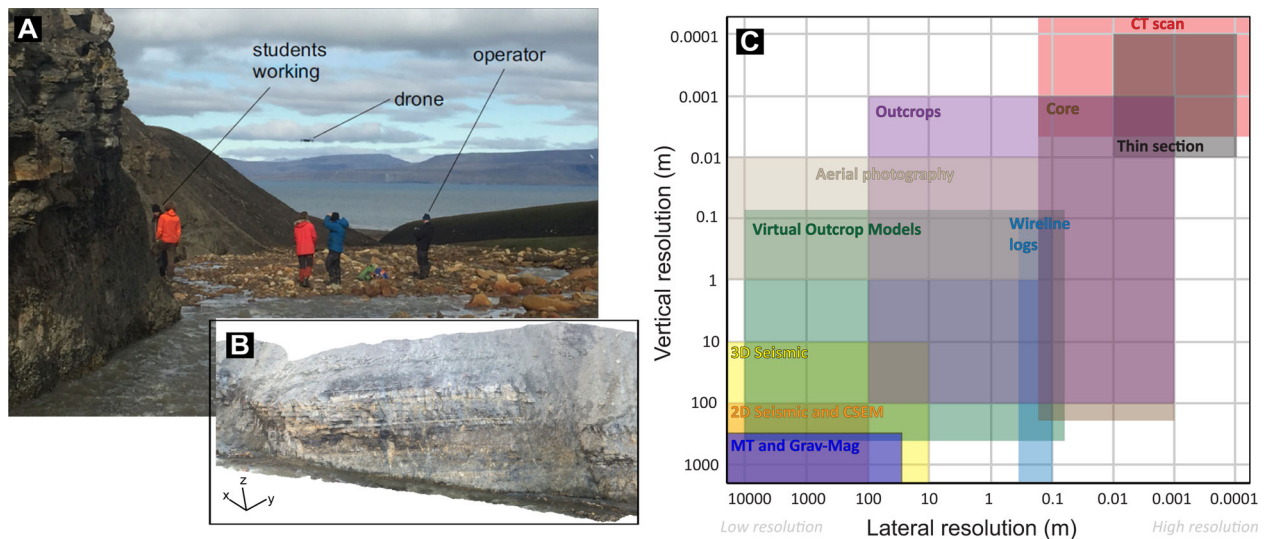 A
students
working
operator
drone
B
z
x
y
C
CT scan
Outcrops
Core
Thin section
Aerial photography
Virtual Outcrop Models
Wireline
logs
3D Seismic
2D Seismic and CSEM
MT and Grav-Mag
Vertical resolution (m)
0.0001
0.001
0.01
0.1
1
10
100
1000
10000 1000 100 10 1 0.1 0.01 0.001 0.0001
Low resolution
Lateral resolution (m)
High resolution